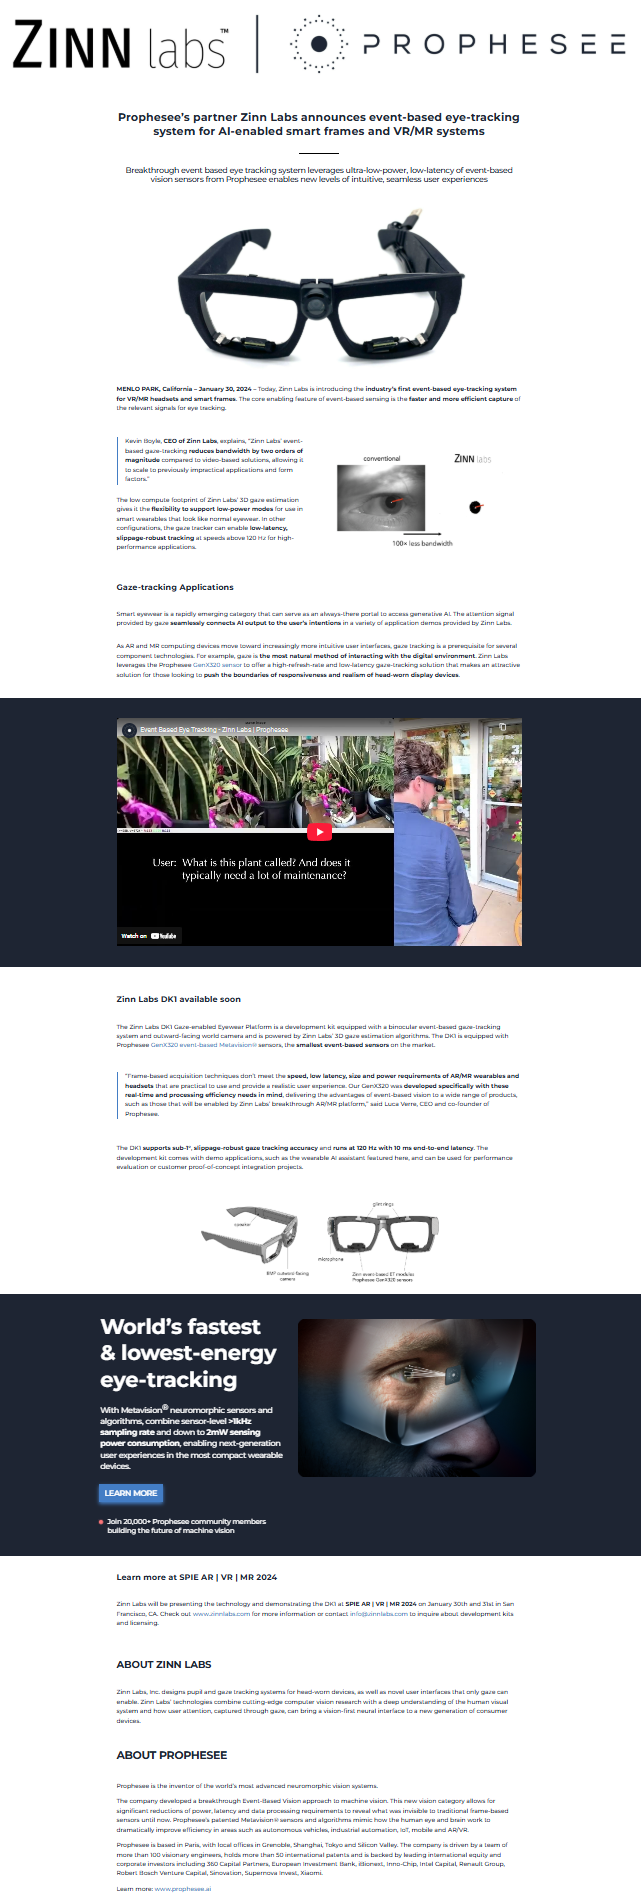 ZINN labs™ | PROPHESEE
Prophesee's partner Zinn Labs announces event-based eye-tracking
system for AI-enabled smart frames and VR/MR systems
Breakthrough event based eye tracking system leverages ultra-low-power, low-latency of event-based
vision sensors from Prophesee enables new levels of intuitive, seamless user experiences
MENLO PARK, California – January 30, 2024 – Today, Zinn Labs is introducing the industry's first event-based eye-tracking system
for VR/MR headsets and smart frames. The core enabling feature of event-based sensing is the faster and more efficient capture of
the relevant signals for eye tracking.
Kevin Boyle, CEO of Zinn Labs, explains, "Zinn Labs' event-
based gaze-tracking reduces bandwidth by two orders of
magnitude compared to video-based solutions, allowing it
to scale to previously impractical applications and form
factors."
The low compute footprint of Zinn Labs' 3D gaze estimation
gives it the flexibility to support low-power modes for use in
smart wearables that look like normal eyewear. In other
configurations, the gaze tracker can enable low-latency,
slippage-robust tracking at speeds above 120 Hz for high-
performance applications.
conventional
ZINN labs
100× less bandwidth
Gaze-tracking Applications
Smart eyewear is a rapidly emerging category that can serve as an always-there portal to access generative AI. The attention signal
provided by gaze seamlessly connects AI output to the user's intentions in a variety of application demos provided by Zinn Labs.
As AR and MR computing devices move toward increasingly more intuitive user interfaces, gaze tracking is a prerequisite for several
component technologies. For example, gaze is the most natural method of interacting with the digital environment. Zinn Labs
leverages the Prophesee GenX320 sensor to offer a high-refresh-rate and low-latency gaze-tracking solution that makes an attractive
solution for those looking to push the boundaries of responsiveness and realism of head-worn display devices.
Event Based Eye Tracking - Zinn Labs | Prophesee
User: What is this plant called? And does it
typically need a lot of maintenance?
Watch on YouTube
Zinn Labs DK1 available soon
The Zinn Labs DK1 Gaze-enabled Eyewear Platform is a development kit equipped with a binocular event-based gaze-tracking
system and outward-facing world camera and is powered by Zinn Labs' 3D gaze estimation algorithms. The DK1 is equipped with
Prophesee GenX320 event-based Metavision® sensors, the smallest event-based sensors on the market.
"Frame-based acquisition techniques don't meet the speed, low latency, size and power requirements of AR/MR wearables and
headsets that are practical to use and provide a realistic user experience. Our GenX320 was developed specifically with these
real-time and processing efficiency needs in mind, delivering the advantages of event-based vision to a wide range of products,
such as those that will be enabled by Zinn Labs' breakthrough AR/MR platform," said Luca Verre, CEO and co-founder of
Prophesee.
The DK1 supports sub-1°, slippage-robust gaze tracking accuracy and runs at 120 Hz with 10 ms end-to-end latency. The
development kit comes with demo applications, such as the wearable AI assistant featured here, and can be used for performance
evaluation or customer proof-of-concept integration projects.
speaker
glint rings
microphone
8MP outward-facing
camera
Zinn event-based ET modules
Prophesee GenX320 sensors
World's fastest
& lowest-energy
eye-tracking
With Metavision® neuromorphic sensors and
algorithms, combine sensor-level >1kHz
sampling rate and down to 2mW sensing
power consumption, enabling next-generation
user experiences in the most compact wearable
devices.
LEARN MORE
Join 20,000+ Prophesee community members
building the future of machine vision
Learn more at SPIE AR | VR | MR 2024
Zinn Labs will be presenting the technology and demonstrating the DK1 at SPIE AR | VR | MR 2024 on January 30th and 31st in San
Francisco, CA. Check out www.zinnlabs.com for more information or contact info@zinnlabs.com to inquire about development kits
and licensing.
ABOUT ZINN LABS
Zinn Labs, Inc. designs pupil and gaze tracking systems for head-worn devices, as well as novel user interfaces that only gaze can
enable. Zinn Labs' technologies combine cutting-edge computer vision research with a deep understanding of the human visual
system and how user attention, captured through gaze, can bring a vision-first neural interface to a new generation of consumer
devices.
ABOUT PROPHESEE
Prophesee is the inventor of the world's most advanced neuromorphic vision systems.
The company developed a breakthrough Event-Based Vision approach to machine vision. This new vision category allows for
significant reductions of power, latency and data processing requirements to reveal what was invisible to traditional frame-based
sensors until now. Prophesee's patented Metavision® sensors and algorithms mimic how the human eye and brain work to
dramatically improve efficiency in areas such as autonomous vehicles, industrial automation, IoT, mobile and AR/VR.
Prophesee is based in Paris, with local offices in Grenoble, Shanghai, Tokyo and Silicon Valley. The company is driven by a team of
more than 100 visionary engineers, holds more than 50 international patents and is backed by leading international equity and
corporate investors including 360 Capital Partners, European Investment Bank, iBionext, Inno-Chip, Intel Capital, Renault Group,
Robert Bosch Venture Capital, Sinovation, Supernova Invest, Xiaomi.
Learn more: www.prophesee.ai